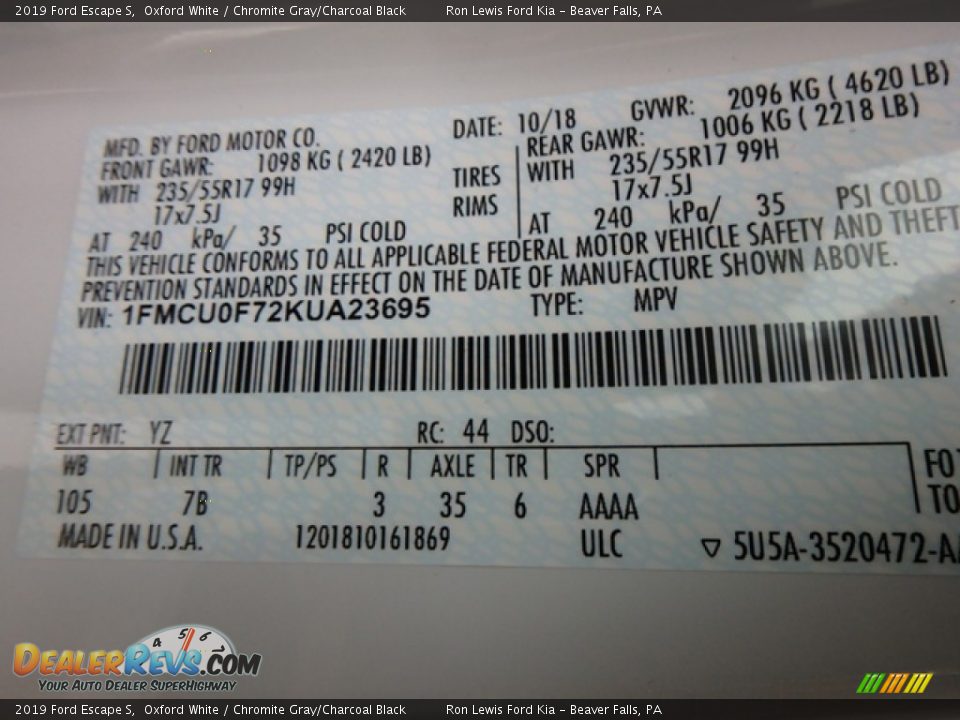 2019 Ford Escape S, Oxford White / Chromite Gray/Charcoal Black Ron Lewis Ford Kia – Beaver Falls, PA
MFD. BY FORD MOTOR CO. DATE: 10/18 GVWR: 2096 KG ( 4620 LB)
FRONT GAWR: 1098 KG ( 2420 LB) REAR GAWR: 1006 KG ( 2218 LB)
WITH 235/55R17 99H TIRES WITH 235/55R17 99H
17x7.5J RIMS 17x7.5J
AT 240 kPa/ 35 PSI COLD AT 240 kPa/ 35 PSI COLD
THIS VEHICLE CONFORMS TO ALL APPLICABLE FEDERAL MOTOR VEHICLE SAFETY AND THEFT
PREVENTION STANDARDS IN EFFECT ON THE DATE OF MANUFACTURE SHOWN ABOVE.
VIN: 1FMCU0F72KUA23695 TYPE: MPV
EXT PNT: YZ RC: 44 DSO:
WB INT TR TP/PS R AXLE TR SPR
105 7B 3 35 6 AAAA
MADE IN U.S.A. 1201810161869 ULC ▽ 5U5A-3520472-AA
FO
TO
4 5 6
DEALERREVS.COM
YOUR AUTO DEALER SUPERHIGHWAY
2019 Ford Escape S, Oxford White / Chromite Gray/Charcoal Black Ron Lewis Ford Kia – Beaver Falls, PA